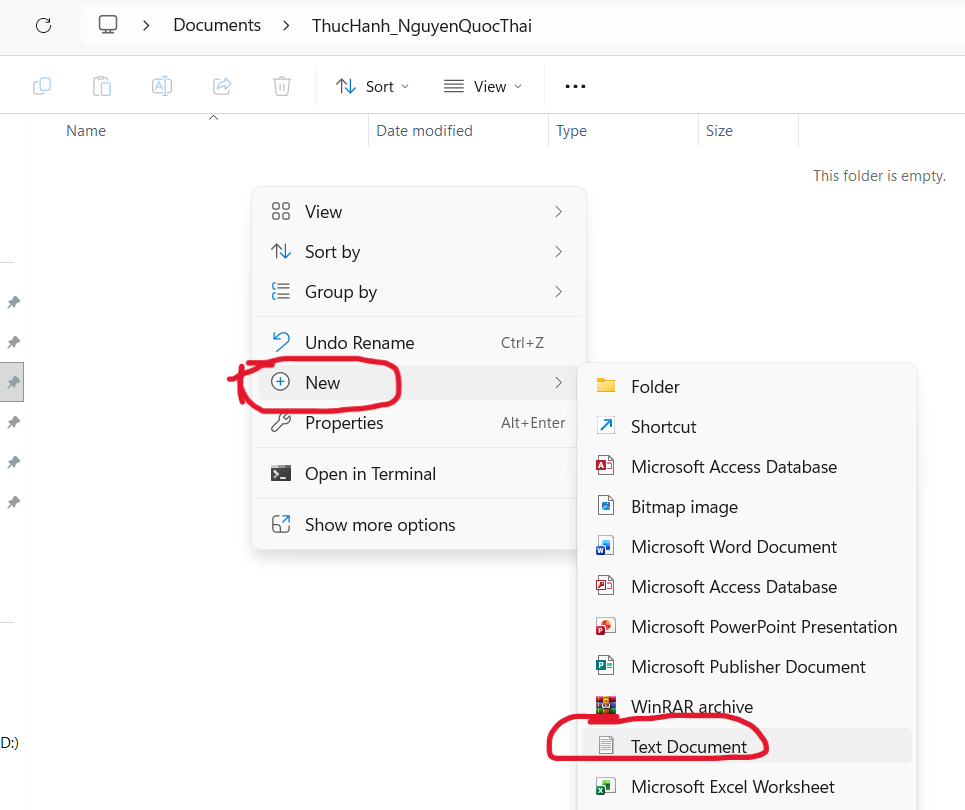 Documents > ThucHanh_NguyenQuocThai
Sort View
Name Date modified Type Size
This folder is empty.
View
Sort by
Group by
Undo Rename Ctrl+Z
New
Properties Alt+Enter
Open in Terminal
Show more options
Folder
Shortcut
Microsoft Access Database
Bitmap image
Microsoft Word Document
Microsoft Access Database
Microsoft PowerPoint Presentation
Microsoft Publisher Document
WinRAR archive
Text Document
Microsoft Excel Worksheet
D:)